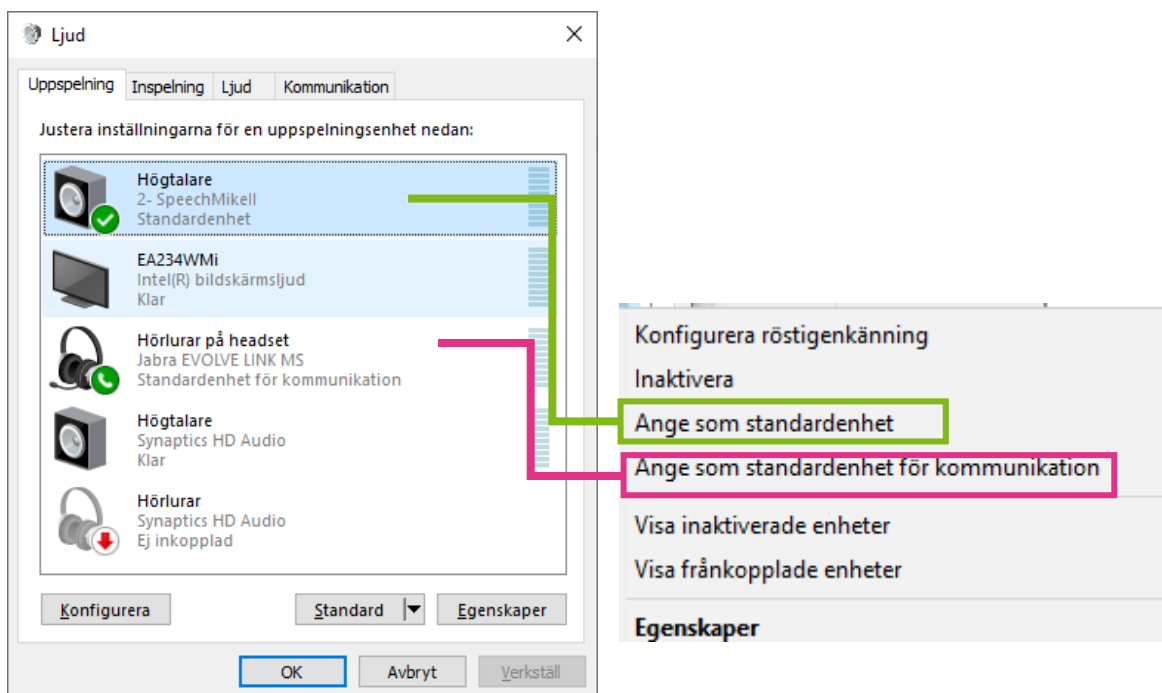 Ljud
Uppspelning Inspelning Ljud Kommunikation
Justera inställningarna för en uppspelningsenhet nedan:
Högtalare
2- SpeechMikell
Standardenhet
EA234WMi
Intel(R) bildskärmsljud
Klar
Hörlurar på headset
Jabra EVOLVE LINK MS
Standardenhet för kommunikation
Högtalare
Synaptics HD Audio
Klar
Hörlurar
Synaptics HD Audio
Ej inkopplad
Konfigurera Standard Egenskaper
OK Avbryt Verkställ
Konfigurera röstigenkänning
Inaktivera
Ange som standardenhet
Ange som standardenhet för kommunikation
Visa inaktiverade enheter
Visa frånkopplade enheter
Egenskaper